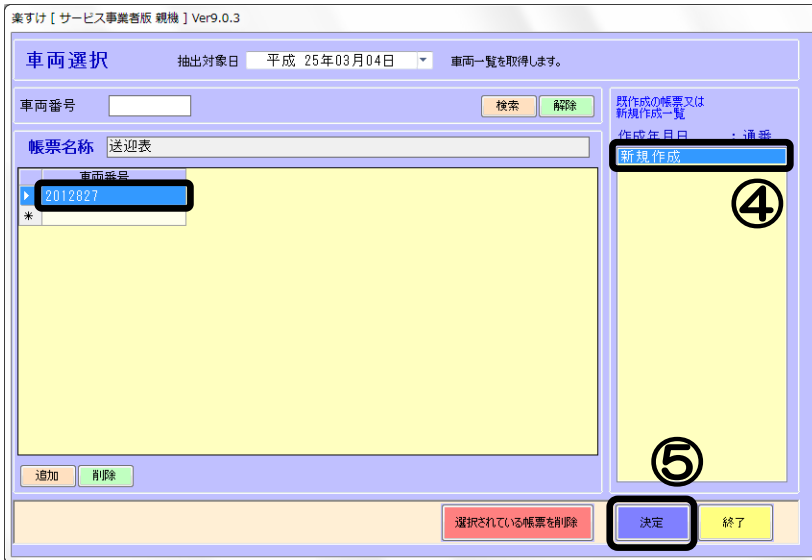 楽すけ [ サービス事業者版 親機 ] Ver9.0.3
車両選択 抽出対象日 平成 25年03月04日 車両一覧を取得します。
車両番号 検索 解除
帳票名称 送迎表
車両番号
2012827
*
追加 削除
既作成の帳票又は
新規作成一覧
作成年月日 : 通番
新規作成
④
⑤
選択されている帳票を削除 決定 終了